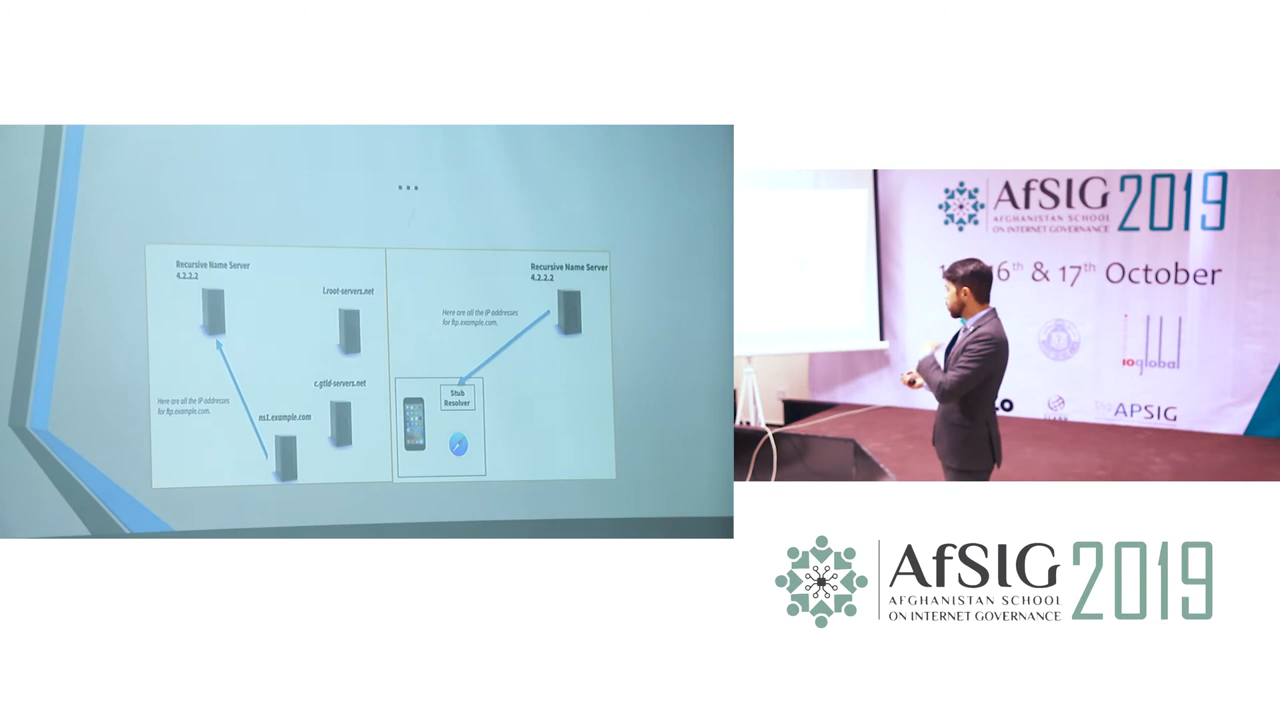 ...
Recursive Name Server
4.2.2.2
l.root-servers.net
c.gtld-servers.net
Here are all the IP addresses
for ftp.example.com.
ns1.example.com
Recursive Name Server
4.2.2.2
Here are all the IP addresses
for ftp.example.com.
Stub
Resolver
AfSIG 2019
AFGHANISTAN SCHOOL
ON INTERNET GOVERNANCE
6th & 17th October
ioglobal
APSIG
AfSIG 2019
AFGHANISTAN SCHOOL
ON INTERNET GOVERNANCE